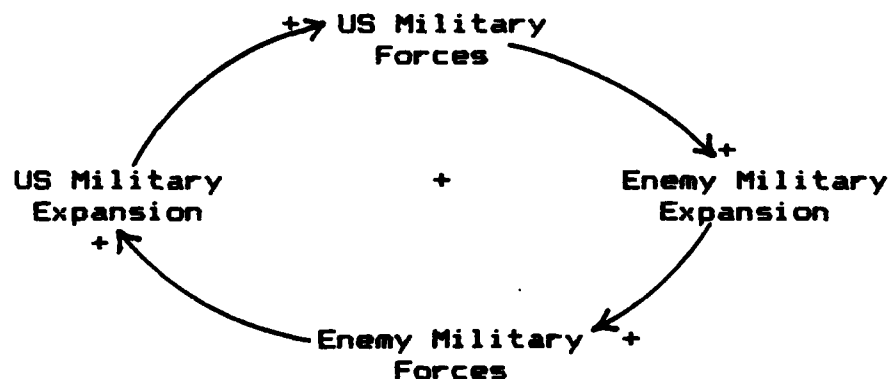 + US Military
Forces
+
US Military
Expansion
+
+
Enemy Military
Expansion
Enemy Military +
Forces